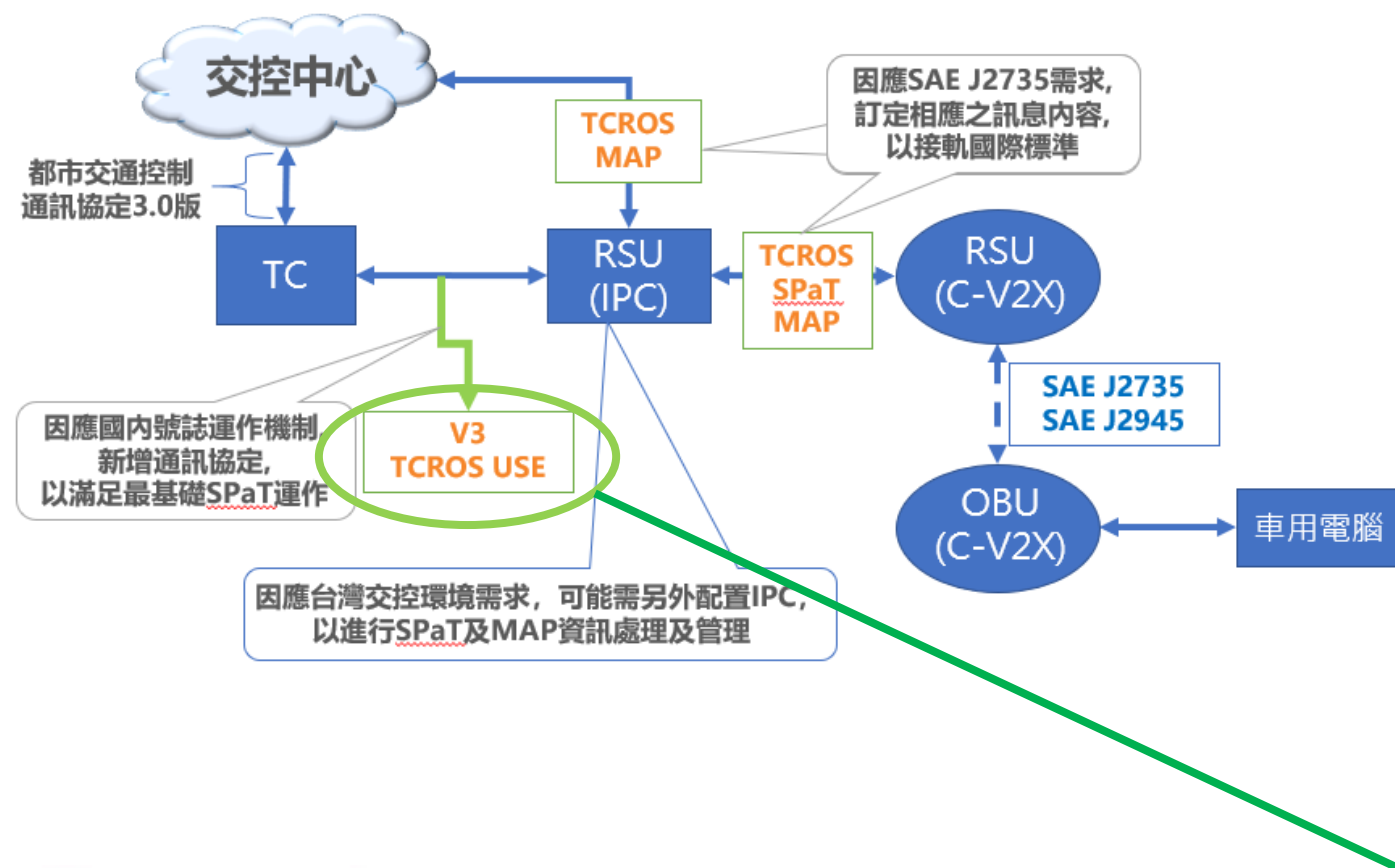 交控中心
TCROS
MAP
因應SAE J2735需求,
訂定相應之訊息內容,
以接軌國際標準
都市交通控制
通訊協定3.0版
TC
RSU
(IPC)
TCROS
SPaT
MAP
RSU
(C-V2X)
SAE J2735
SAE J2945
因應國內號誌運作機制,
新增通訊協定,
以滿足最基礎SPaT運作
V3
TCROS USE
OBU
(C-V2X)
車用電腦
因應台灣交控環境需求，可能需另外配置IPC，
以進行SPaT及MAP資訊處理及管理